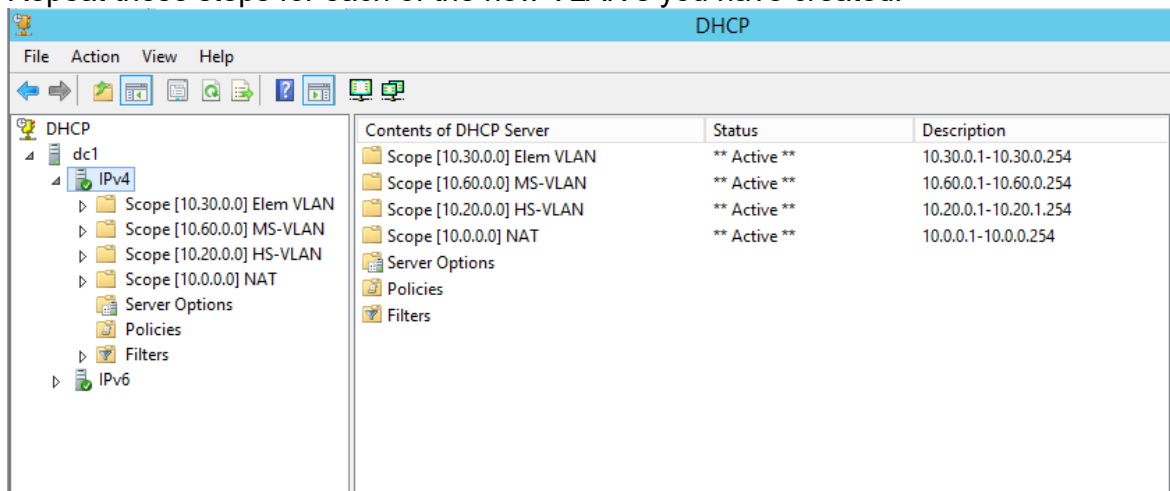 DHCP
File Action View Help
DHCP
dc1
IPv4
Scope [10.30.0.0] Elem VLAN
Scope [10.60.0.0] MS-VLAN
Scope [10.20.0.0] HS-VLAN
Scope [10.0.0.0] NAT
Server Options
Policies
Filters
IPv6
Contents of DHCP Server Status Description
Scope [10.30.0.0] Elem VLAN ** Active ** 10.30.0.1-10.30.0.254
Scope [10.60.0.0] MS-VLAN ** Active ** 10.60.0.1-10.60.0.254
Scope [10.20.0.0] HS-VLAN ** Active ** 10.20.0.1-10.20.1.254
Scope [10.0.0.0] NAT ** Active ** 10.0.0.1-10.0.0.254
Server Options
Policies
Filters